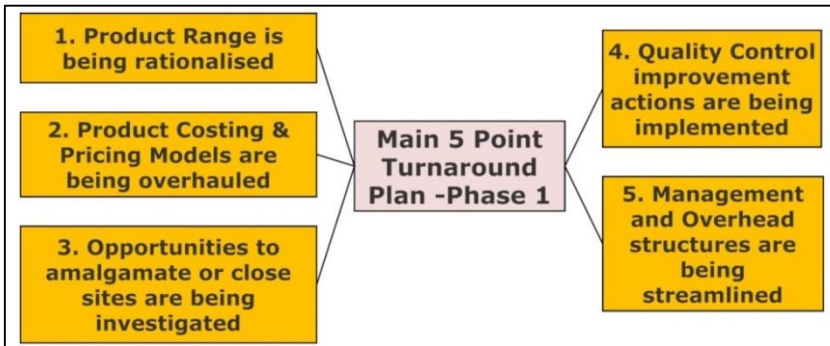 1. Product Range is
being rationalised
2. Product Costing &
Pricing Models are
being overhauled
3. Opportunities to
amalgamate or close
sites are being
investigated
Main 5 Point
Turnaround
Plan -Phase 1
4. Quality Control
improvement
actions are being
implemented
5. Management
and Overhead
structures are
being
streamlined